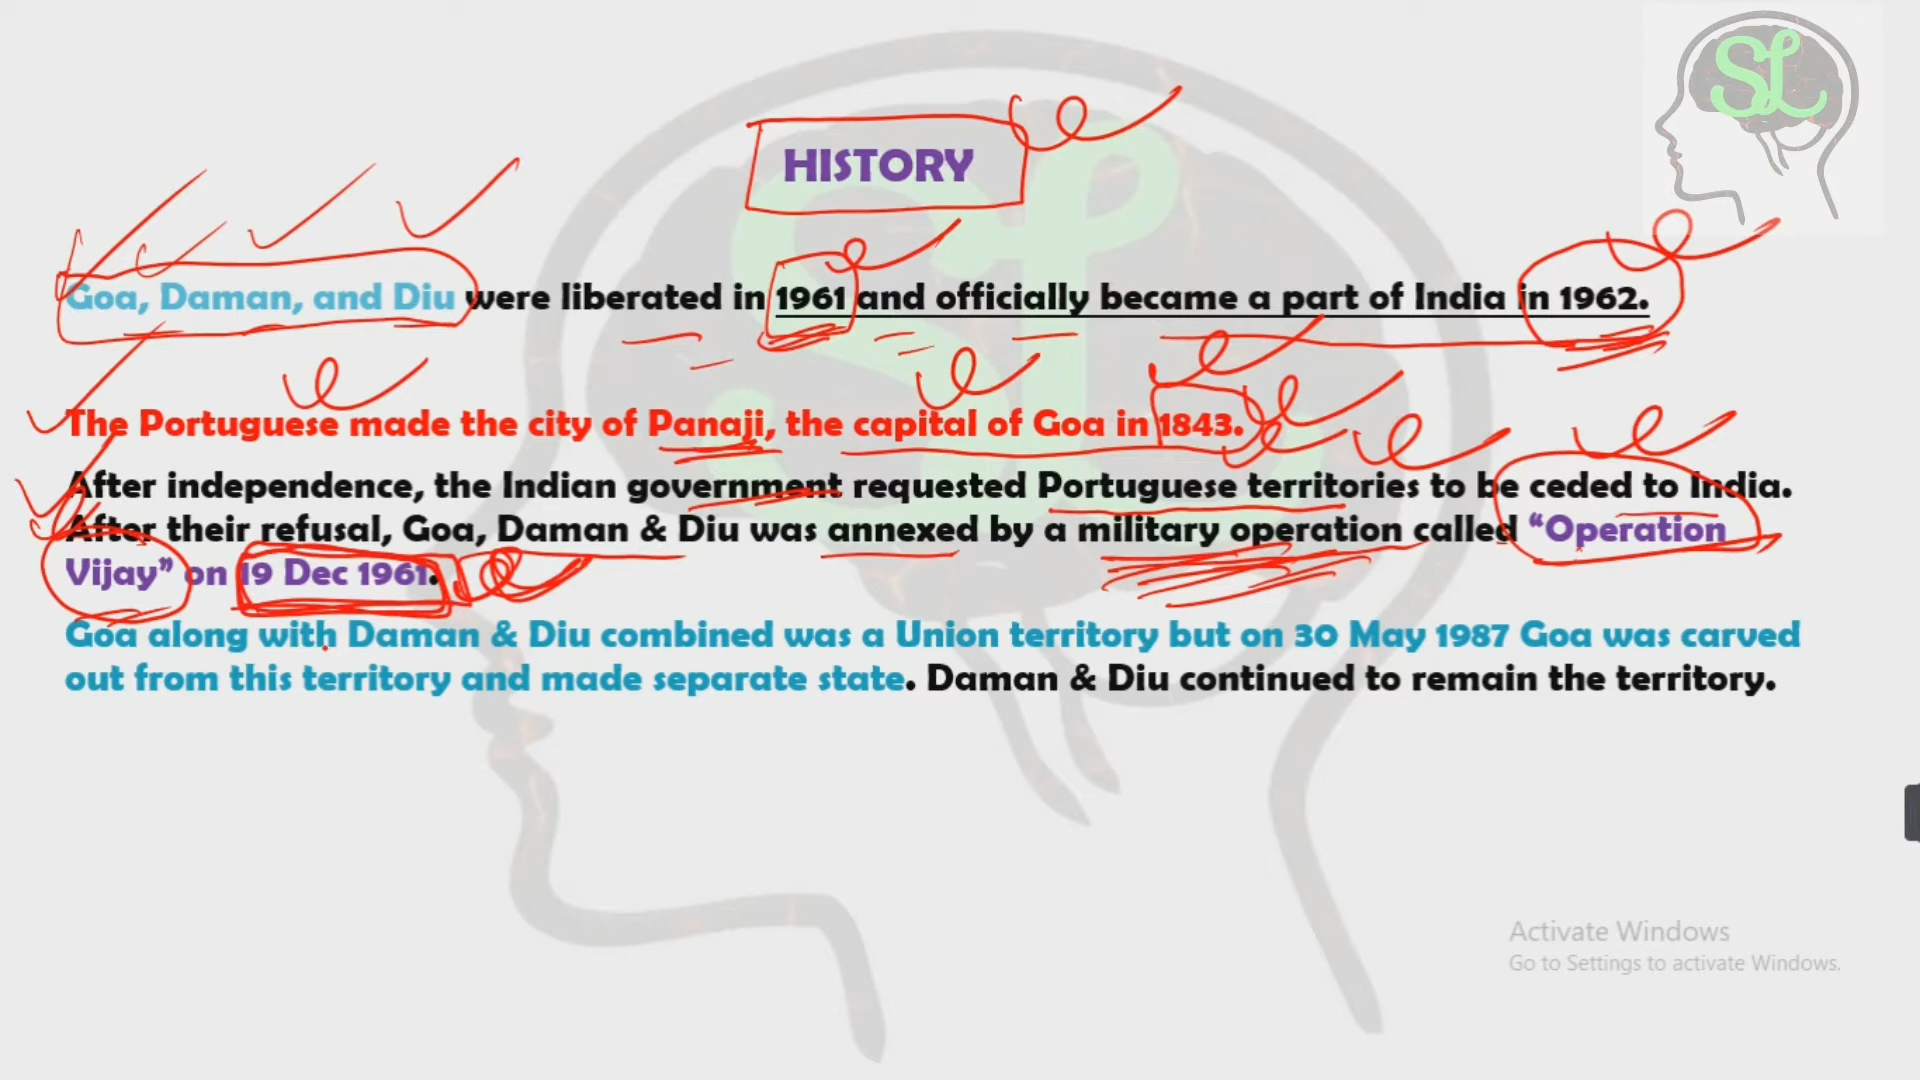 SL
HISTORY
Goa, Daman, and Diu were liberated in 1961 and officially became a part of India in 1962.
The Portuguese made the city of Panaji, the capital of Goa in 1843.
After independence, the Indian government requested Portuguese territories to be ceded to India.
After their refusal, Goa, Daman & Diu was annexed by a military operation called “Operation
Vijay” on 19 Dec 1961.
Goa along with Daman & Diu combined was a Union territory but on 30 May 1987 Goa was carved
out from this territory and made separate state. Daman & Diu continued to remain the territory.
Activate Windows
Go to Settings to activate Windows.